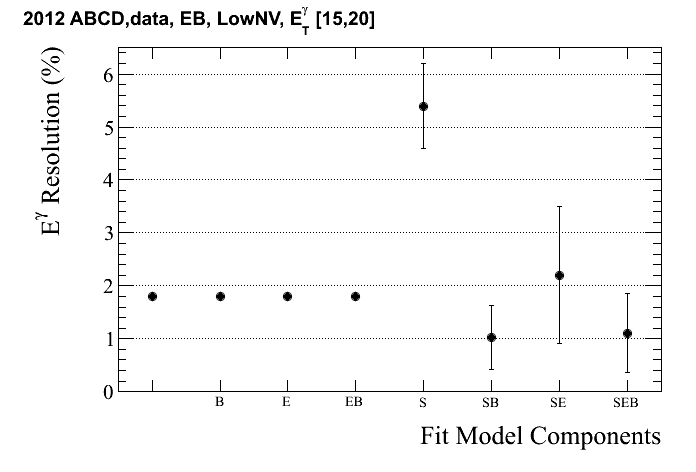 2012 ABCD,data, EB, LowNV, E_T^γ [15,20]
E^γ Resolution (%)
6
5
4
3
2
1
0
B E EB S SB SE SEB
Fit Model Components